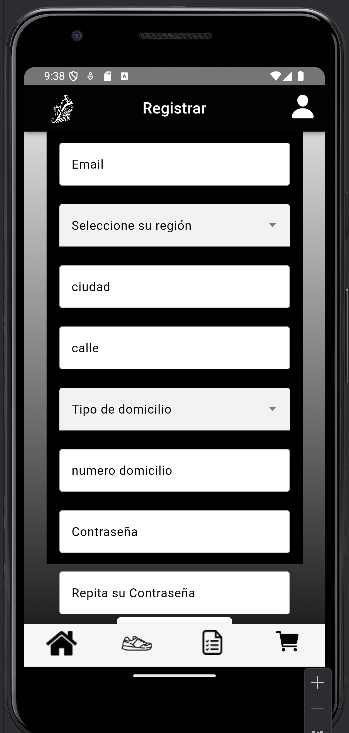 9:38
Registrar
Email
Seleccione su región
ciudad
calle
Tipo de domicilio
numero domicilio
Contraseña
Repita su Contraseña